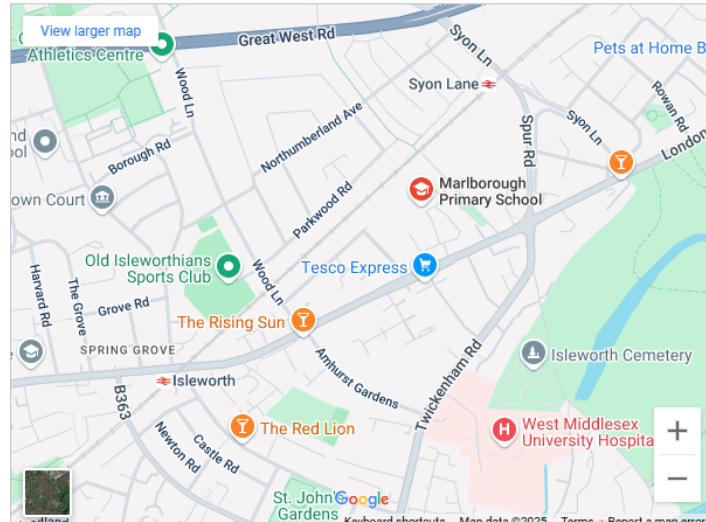 View larger map
Great West Rd
Athletics Centre
Syon Ln
Pets at Home B
Syon Lane
Wood Ln
Rowan Rd
Spur Rd
Syon Ln
London
Borough Rd
Northumberland Ave
Marlborough
Primary School
own Court
Parkwood Rd
Old Isleworthians
Sports Club
Tesco Express
Harvard Rd
The Grove
Grove Rd
Wood Ln
The Rising Sun
SPRING GROVE
Isleworth
Amhurst Gardens
Twickenham Rd
Isleworth Cemetery
B363
The Red Lion
West Middlesex
University Hospita
Newton Rd
Castle Rd
St. John's
Gardens
Google
Keyboard shortcuts
Map data ©2025
Terms
Report a map error